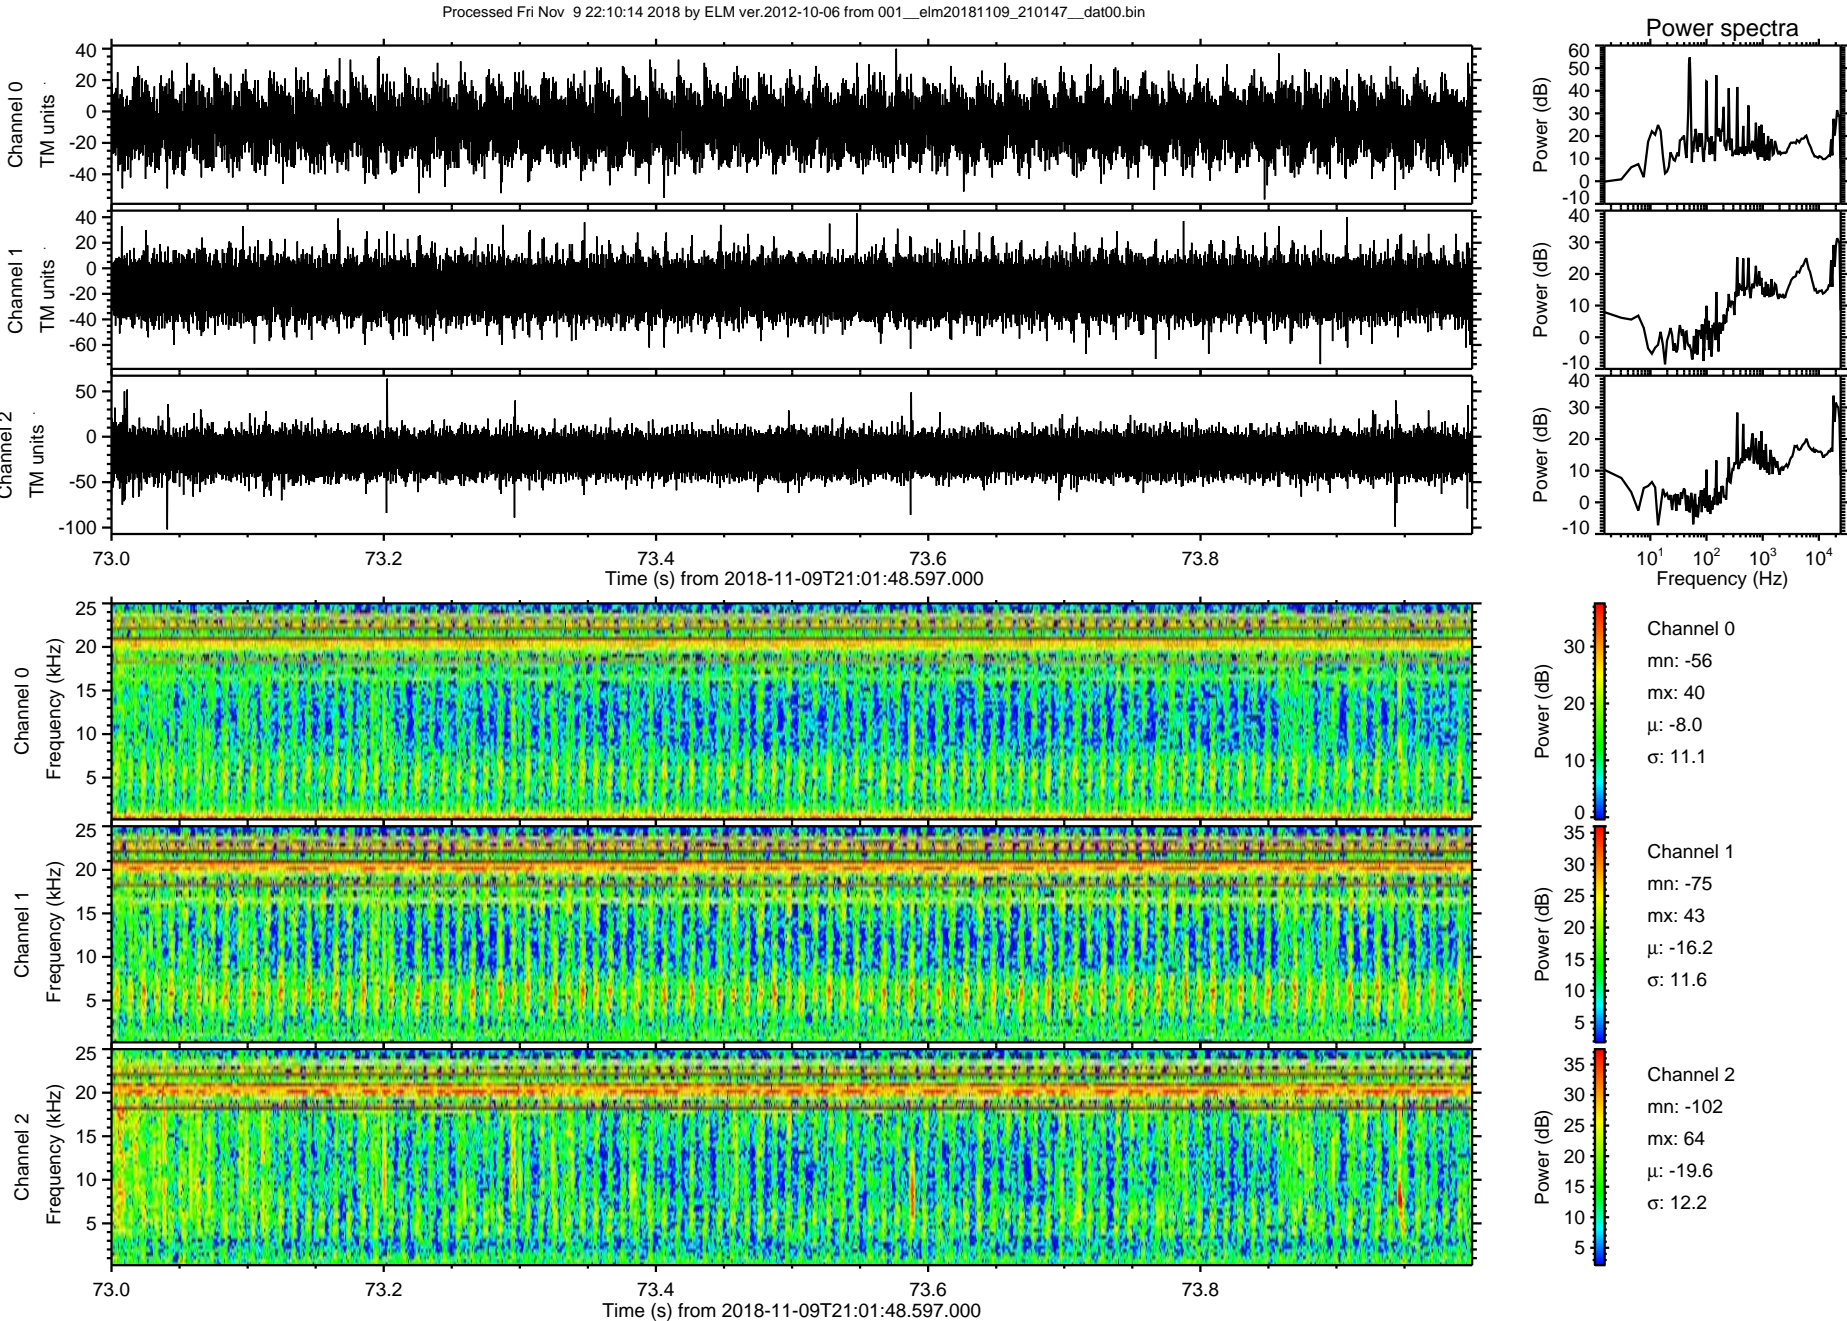 Processed Fri Nov  9 22:10:14 2018 by ELM ver.2012-10-06 from 001__elm20181109_210147__dat00.bin
Power spectra
Channel 0
TM units
40
20
0
-20
-40
Power (dB)
60
50
40
30
20
10
0
-10
Channel 1
TM units
40
20
0
-20
-40
-60
Power (dB)
40
30
20
10
0
-10
Channel 2
TM units
50
0
-50
-100
Power (dB)
40
30
20
10
0
-10
73.0 73.2 73.4 73.6 73.8
Time (s) from 2018-11-09T21:01:48.597.000
10^1 10^2 10^3 10^4
Frequency (Hz)
Channel 0
Frequency (kHz)
25
20
15
10
5
Power (dB)
30
20
10
0
Channel 0
mn: -56
mx: 40
μ: -8.0
σ: 11.1
Channel 1
Frequency (kHz)
25
20
15
10
5
Power (dB)
35
30
25
20
15
10
5
Channel 1
mn: -75
mx: 43
μ: -16.2
σ: 11.6
Channel 2
Frequency (kHz)
25
20
15
10
5
Power (dB)
35
30
25
20
15
10
5
Channel 2
mn: -102
mx: 64
μ: -19.6
σ: 12.2
73.0 73.2 73.4 73.6 73.8
Time (s) from 2018-11-09T21:01:48.597.000